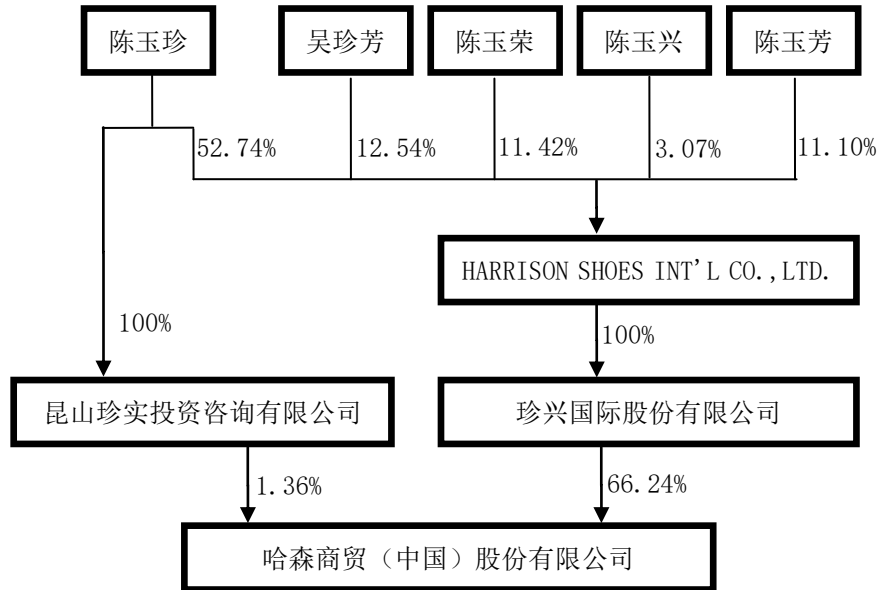 陈玉珍
吴珍芳
陈玉荣
陈玉兴
陈玉芳
52.74%
12.54%
11.42%
3.07%
11.10%
HARRISON SHOES INT'L CO.,LTD.
100%
100%
昆山珍实投资咨询有限公司
珍兴国际股份有限公司
1.36%
66.24%
哈森商贸（中国）股份有限公司